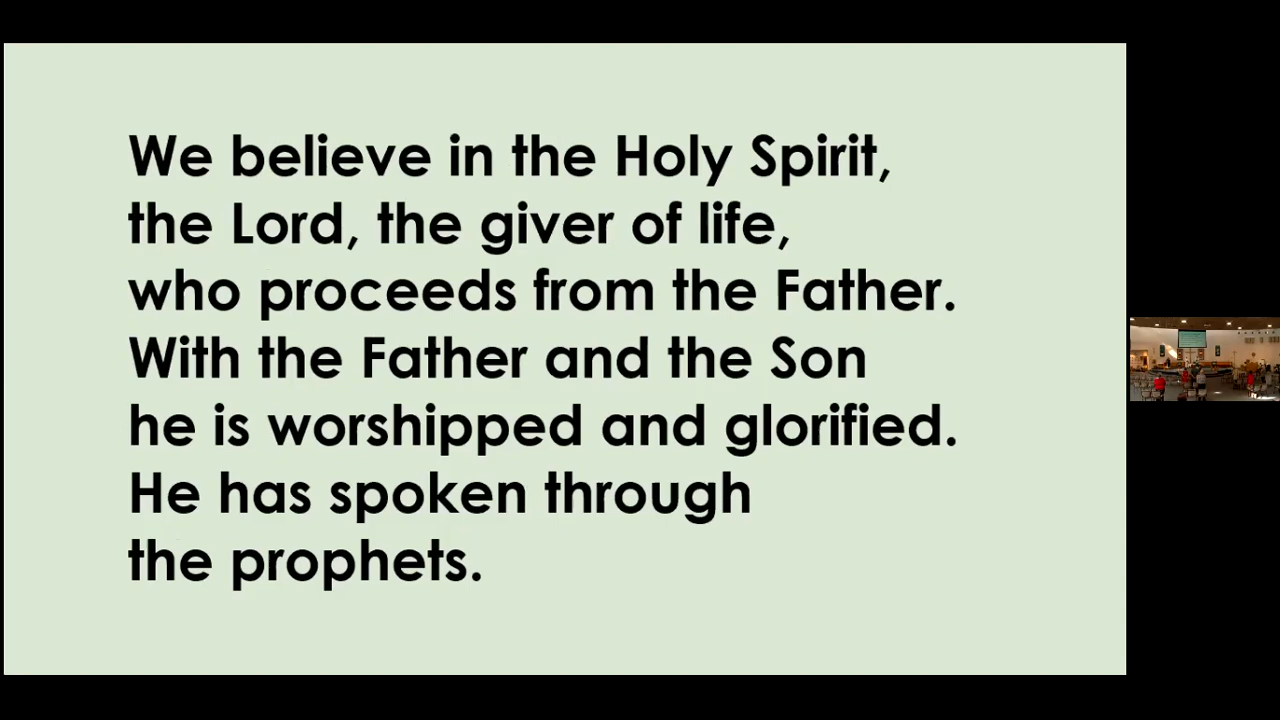 We believe in the Holy Spirit,
the Lord, the giver of life,
who proceeds from the Father.
With the Father and the Son
he is worshipped and glorified.
He has spoken through
the prophets.